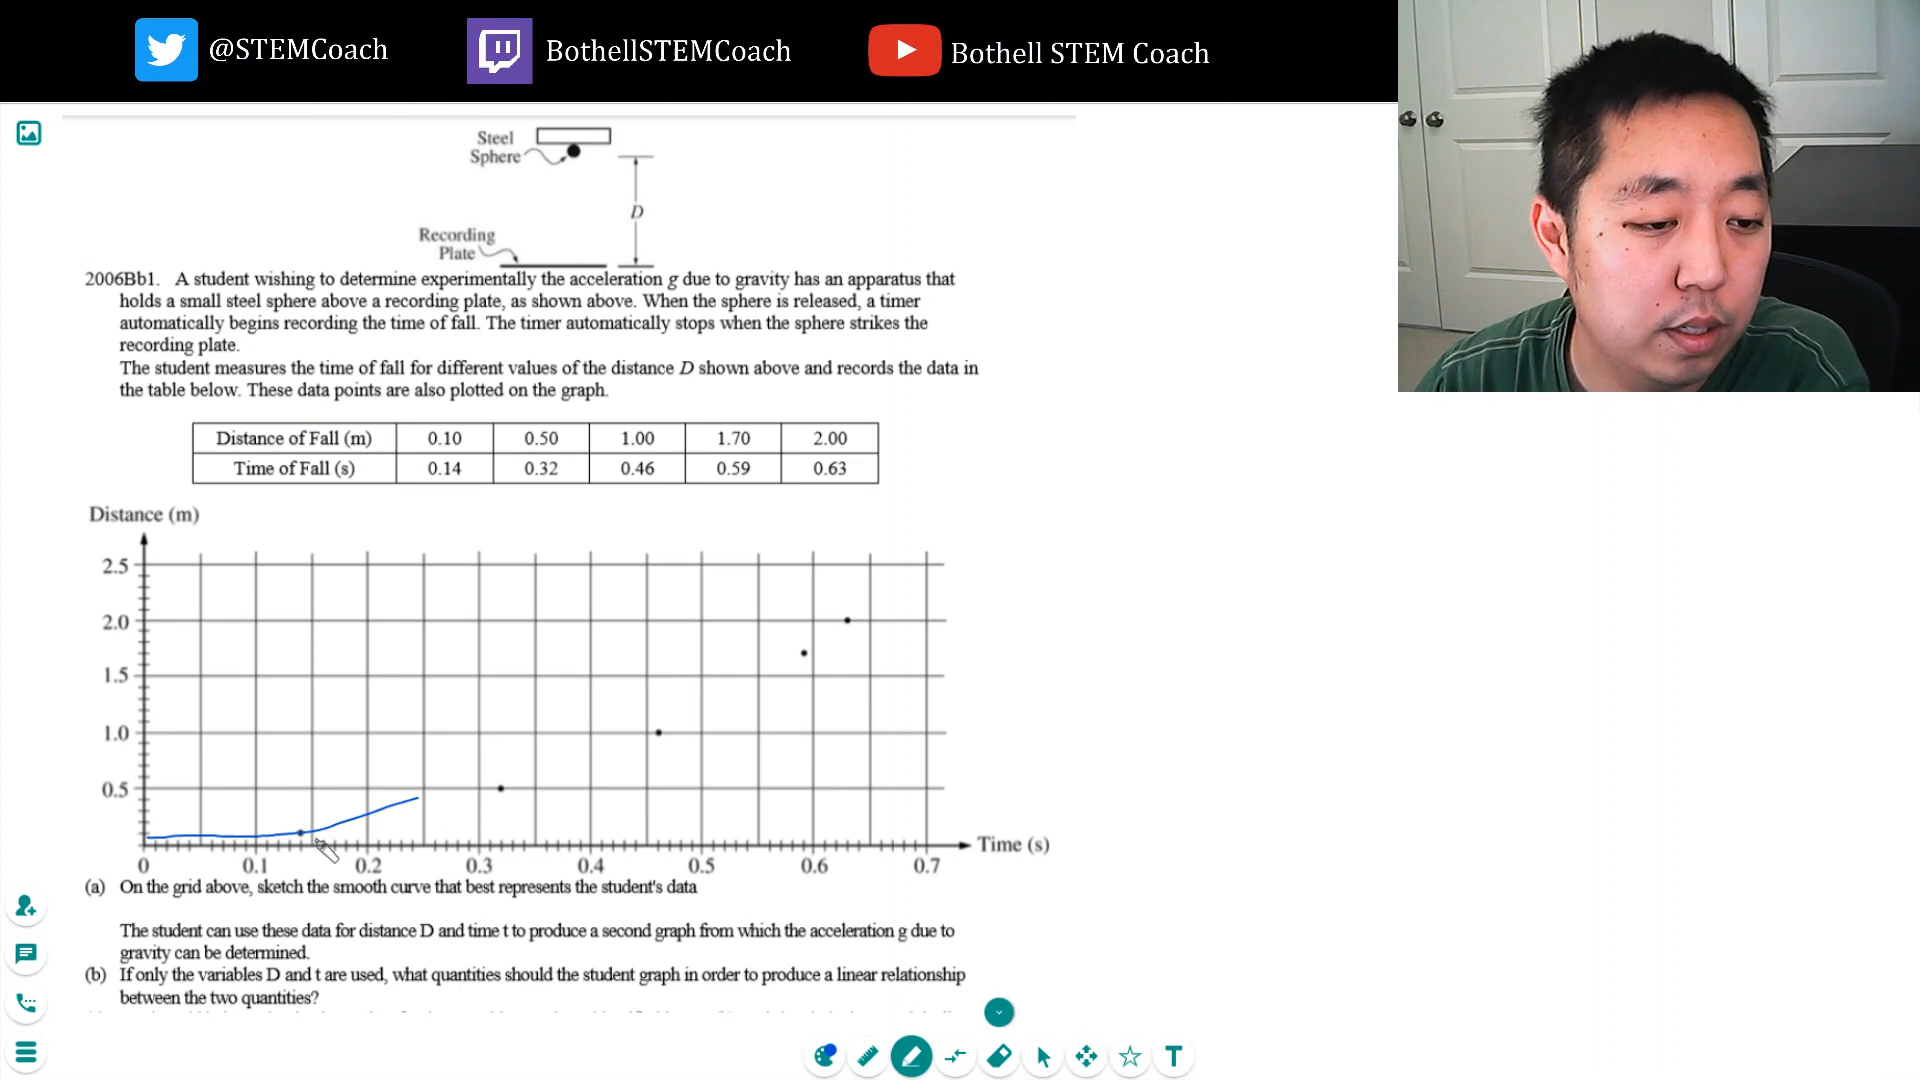 @STEMCoach
BothellSTEMCoach
Bothell STEM Coach
Steel
Sphere
D
Recording
Plate
2006Bb1. A student wishing to determine experimentally the acceleration g due to gravity has an apparatus that
holds a small steel sphere above a recording plate, as shown above. When the sphere is released, a timer
automatically begins recording the time of fall. The timer automatically stops when the sphere strikes the
recording plate.
The student measures the time of fall for different values of the distance D shown above and records the data in
the table below. These data points are also plotted on the graph.
Distance of Fall (m) 0.10 0.50 1.00 1.70 2.00
Time of Fall (s) 0.14 0.32 0.46 0.59 0.63
Distance (m)
2.5
2.0
1.5
1.0
0.5
Time (s)
0 0.1 0.2 0.3 0.4 0.5 0.6 0.7
(a) On the grid above, sketch the smooth curve that best represents the student's data
The student can use these data for distance D and time t to produce a second graph from which the acceleration g due to
gravity can be determined.
(b) If only the variables D and t are used, what quantities should the student graph in order to produce a linear relationship
between the two quantities?
T